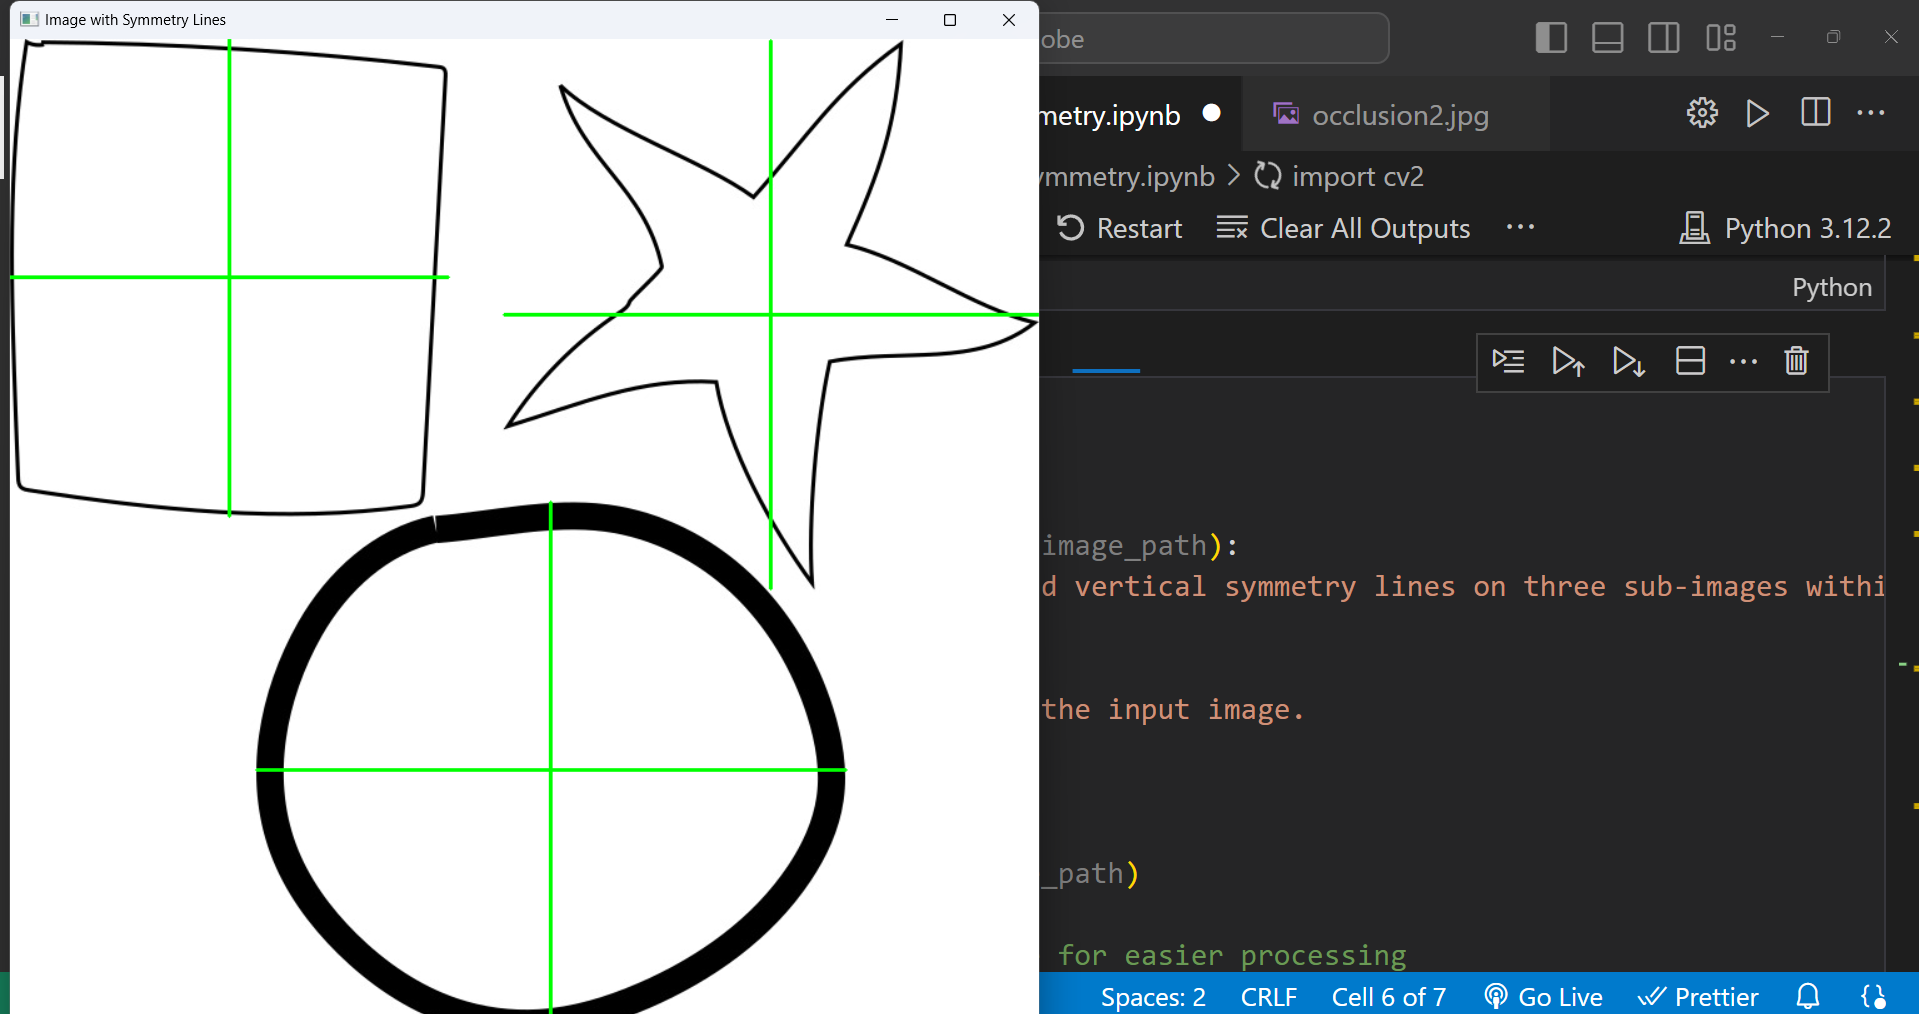 Image with Symmetry Lines
obe
metry.ipynb
occlusion2.jpg
ymmetry.ipynb > import cv2
Restart
Clear All Outputs
Python 3.12.2
Python
image_path):
d vertical symmetry lines on three sub-images withi
the input image.
_path)
for easier processing
Spaces: 2
CRLF
Cell 6 of 7
Go Live
Prettier